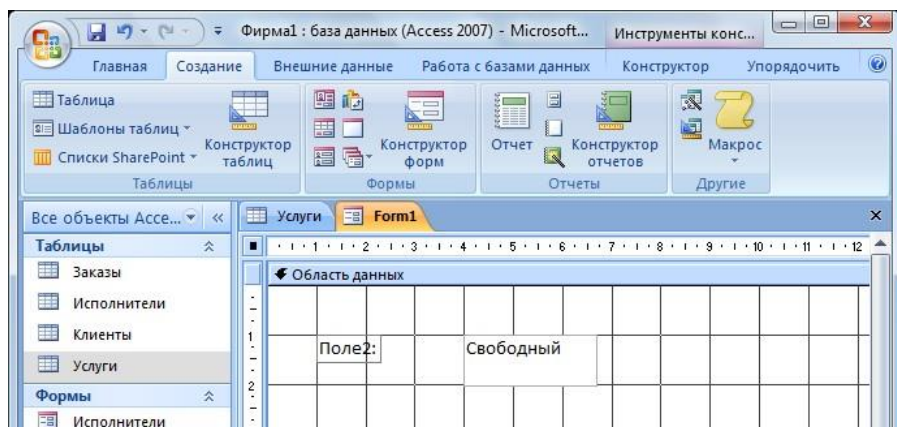 Фирма1 : база данных (Access 2007) - Microsoft...
Инструменты конс...
Главная Создание Внешние данные Работа с базами данных Конструктор Упорядочить
Таблица
Шаблоны таблиц
Списки SharePoint
Конструктор таблиц
Таблицы
Конструктор форм
Формы
Отчет
Конструктор отчетов
Отчеты
Макрос
Другие
Все объекты Acce...
Услуги Form1
Таблицы
Заказы
Исполнители
Клиенты
Услуги
Формы
Исполнители
1 2 3 4 5 6 7 8 9 10 11 12
Область данных
1
Поле2: Свободный
2